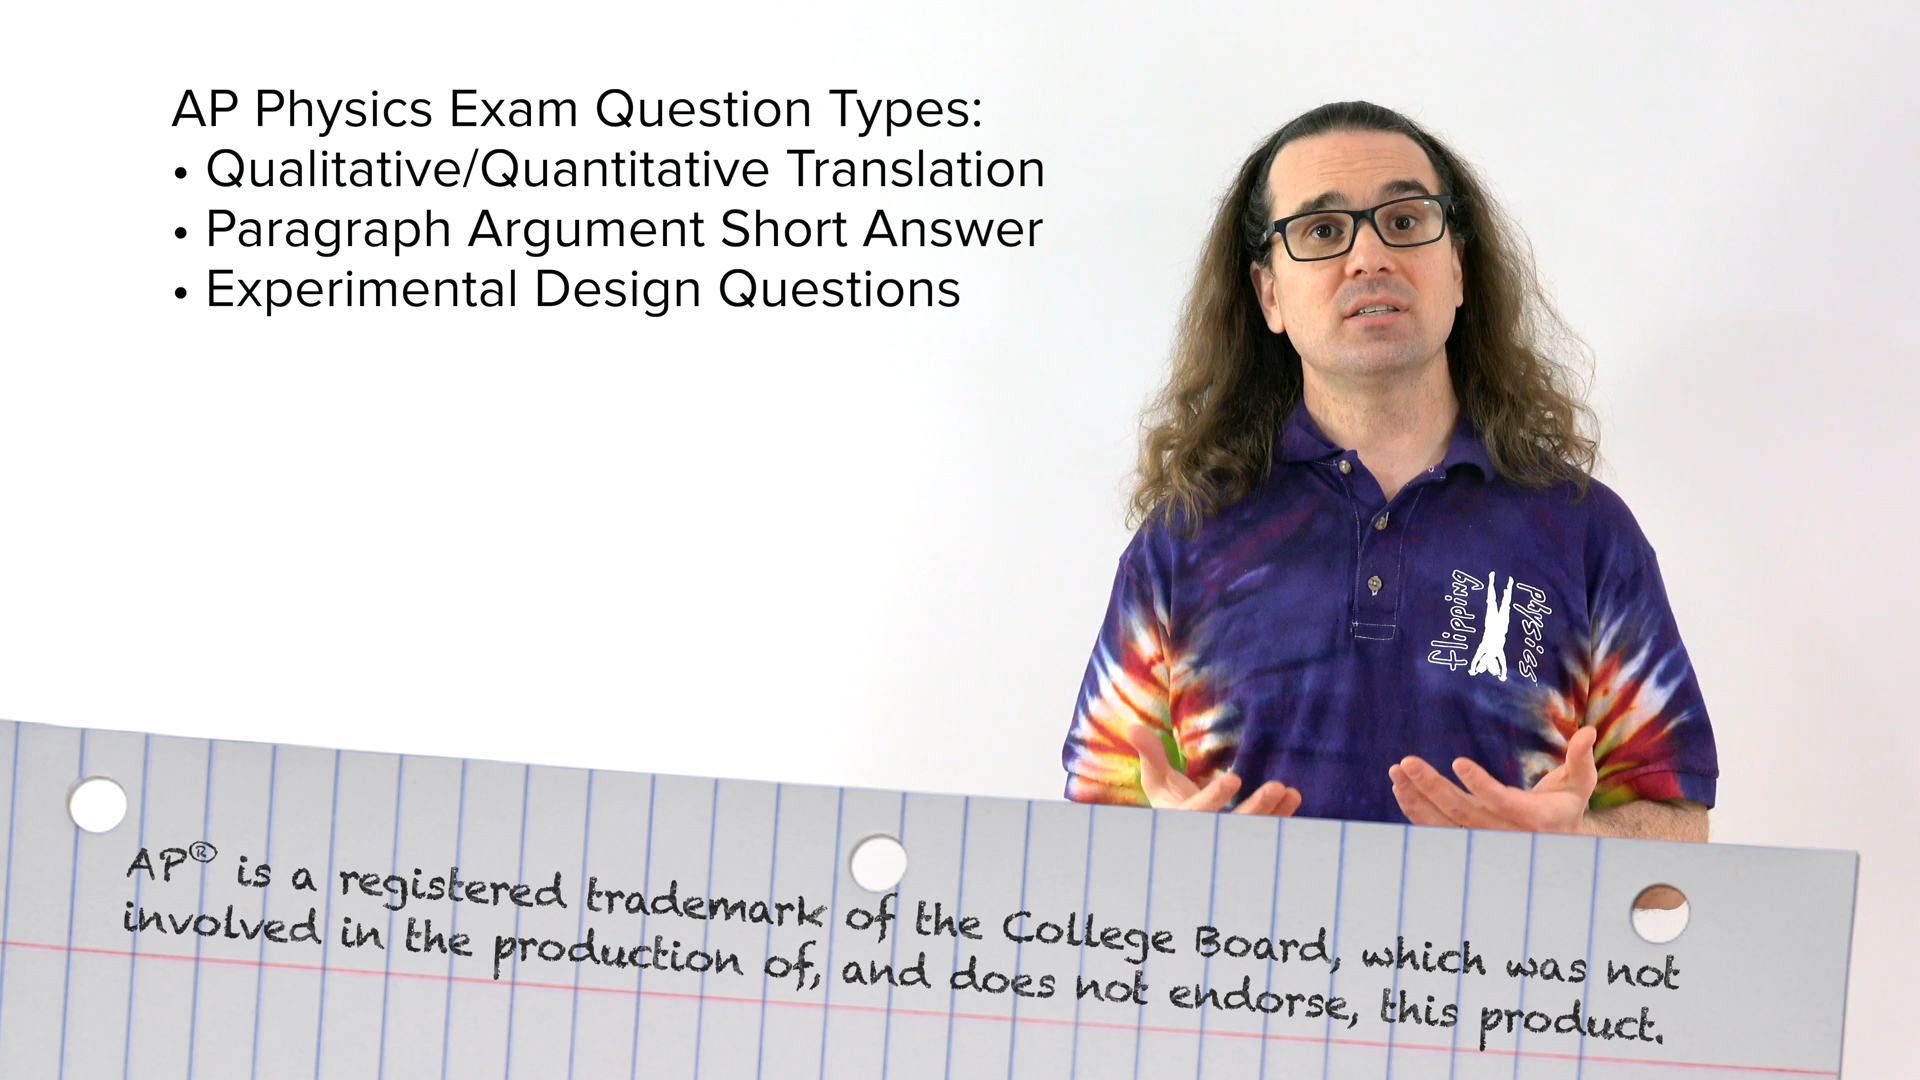 AP Physics Exam Question Types:
• Qualitative/Quantitative Translation
• Paragraph Argument Short Answer
• Experimental Design Questions
flipping
physics
AP® is a registered trademark of the College Board, which was not
involved in the production of, and does not endorse, this product.